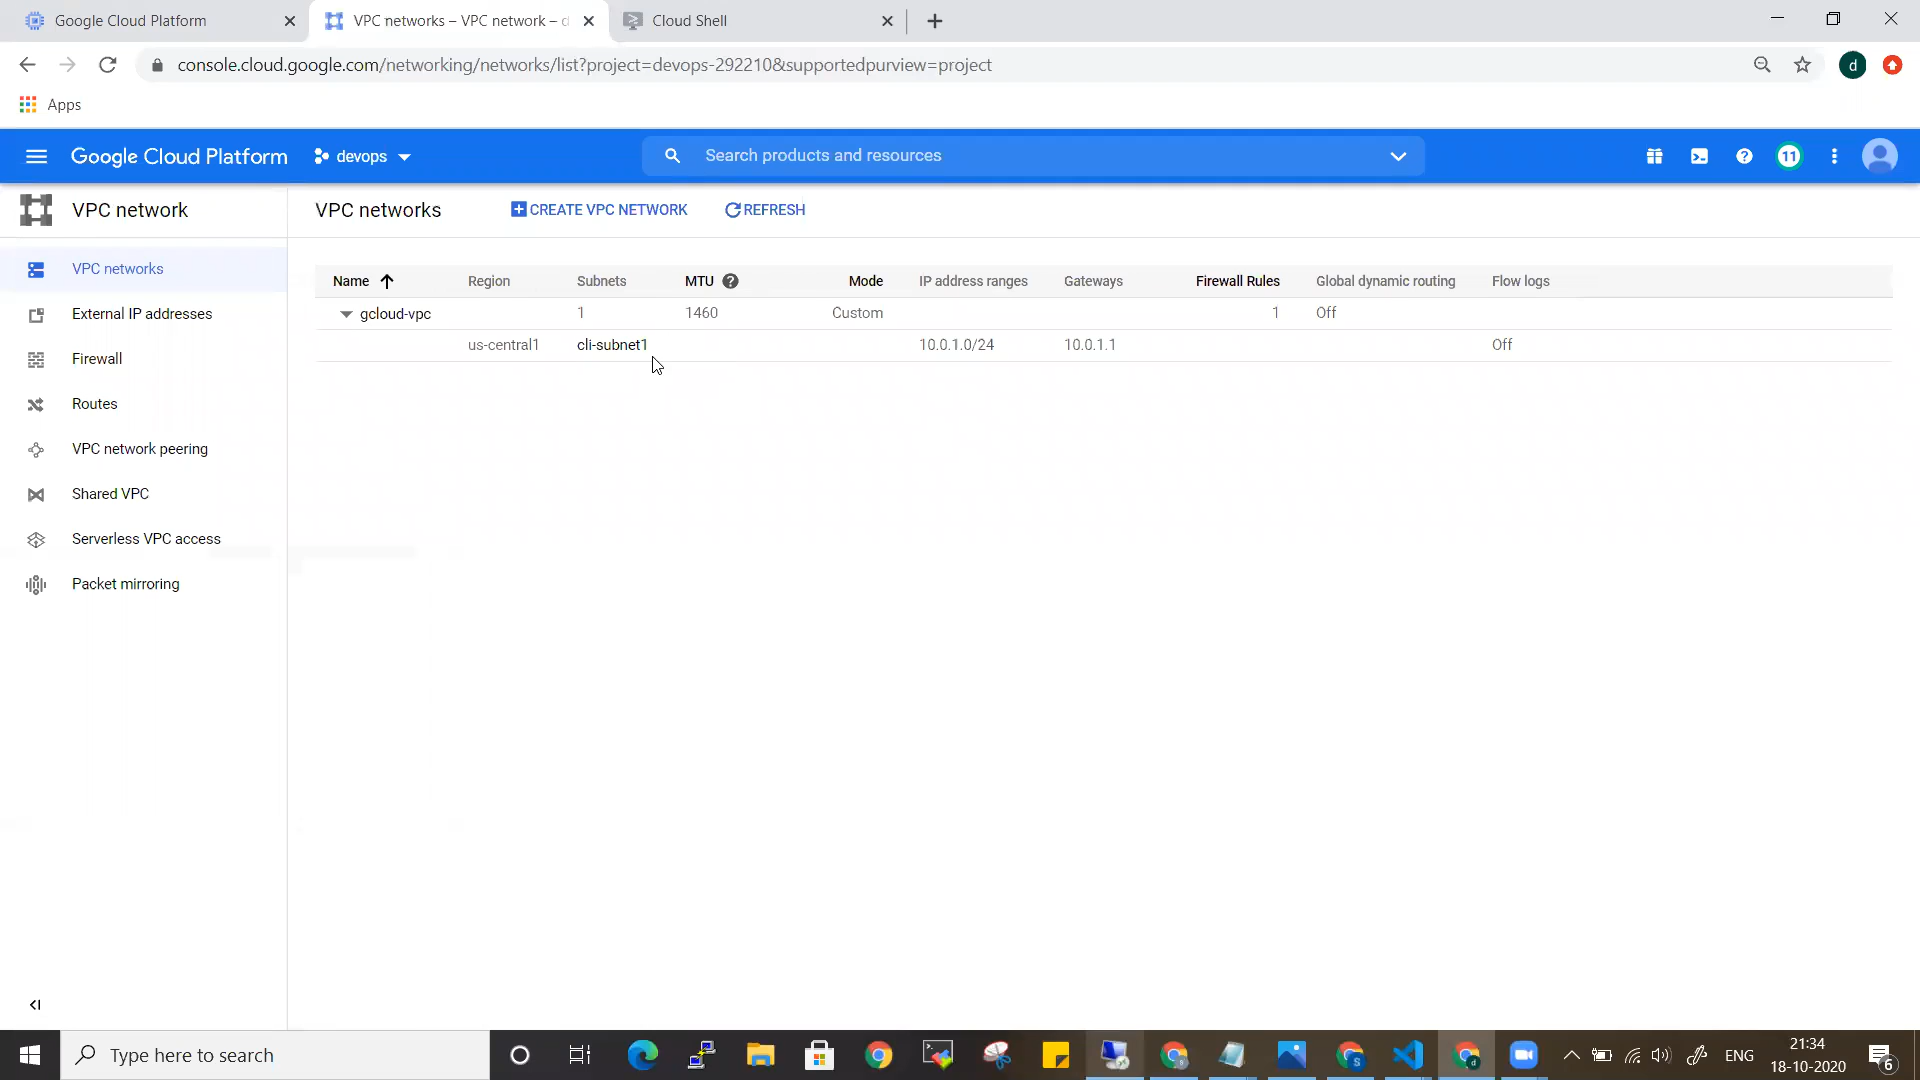 Google Cloud Platform
VPC networks – VPC network – d
Cloud Shell
console.cloud.google.com/networking/networks/list?project=devops-292210&supportedpurview=project
d
Apps
Google Cloud Platform
devops
Search products and resources
11
VPC network
VPC networks
CREATE VPC NETWORK
REFRESH
VPC networks
External IP addresses
Firewall
Routes
VPC network peering
Shared VPC
Serverless VPC access
Packet mirroring
Name Region Subnets MTU Mode IP address ranges Gateways Firewall Rules Global dynamic routing Flow logs
gcloud-vpc 1 1460 Custom 1 Off
us-central1 cli-subnet1 10.0.1.0/24 10.0.1.1 Off
Type here to search
ENG
21:34
18-10-2020
6